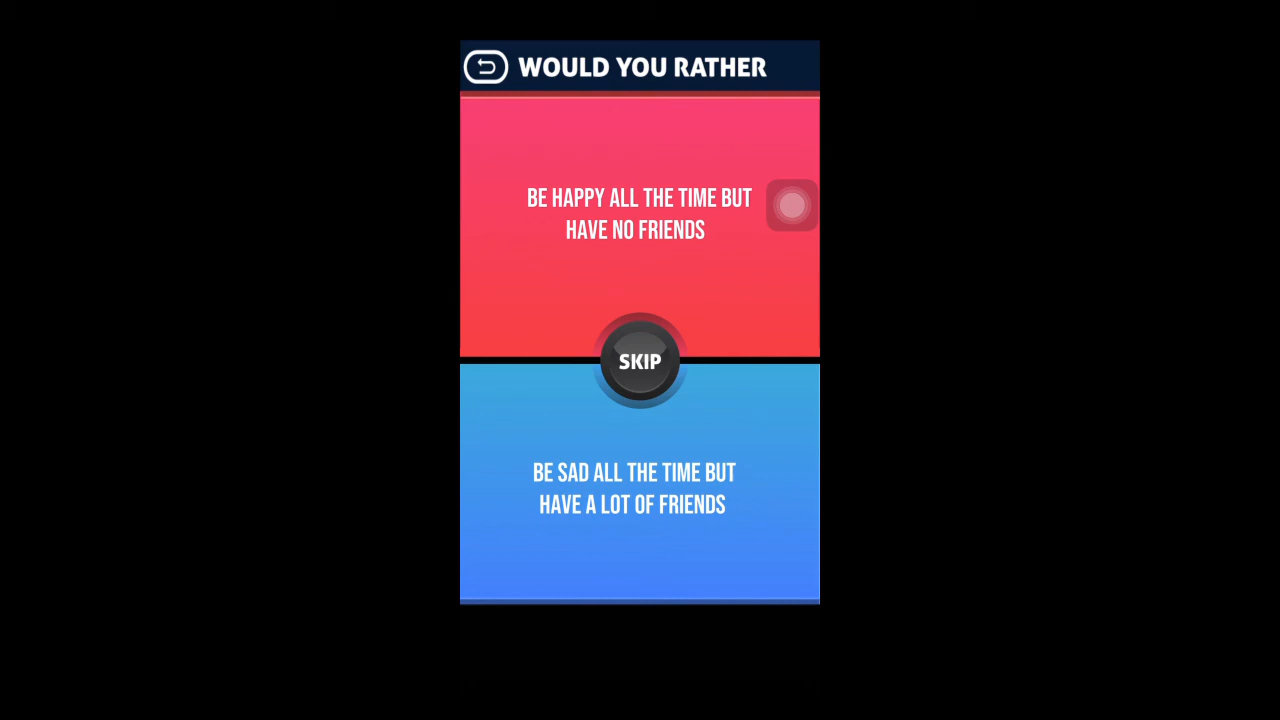 WOULD YOU RATHER
BE HAPPY ALL THE TIME BUT
HAVE NO FRIENDS
SKIP
BE SAD ALL THE TIME BUT
HAVE A LOT OF FRIENDS